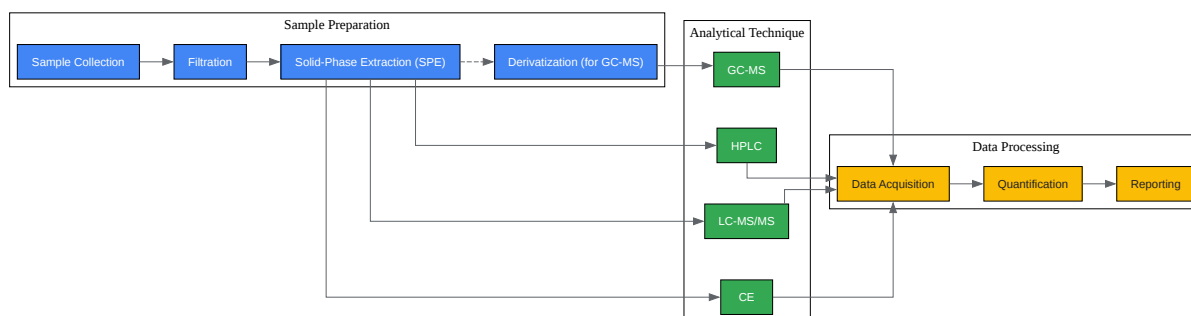 Sample Preparation
Sample Collection
Filtration
Solid-Phase Extraction (SPE)
Derivatization (for GC-MS)
Analytical Technique
GC-MS
HPLC
LC-MS/MS
CE
Data Processing
Data Acquisition
Quantification
Reporting